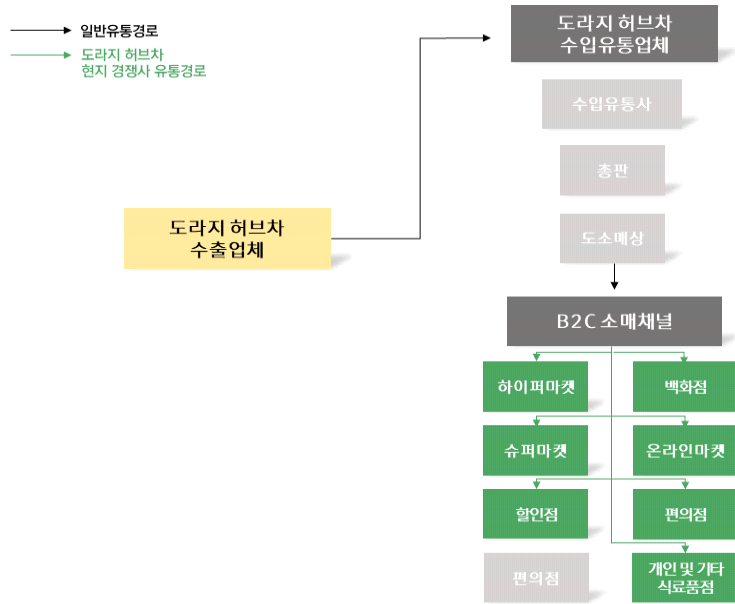 일반유통경로
도라지 허브차
현지 경쟁사 유통경로
도라지 허브차
수입유통업체
수입유통사
총판
도소매상
도라지 허브차
수출업체
B2C 소매채널
하이퍼마켓
백화점
슈퍼마켓
온라인마켓
할인점
편의점
편의점
개인 및 기타
식료품점